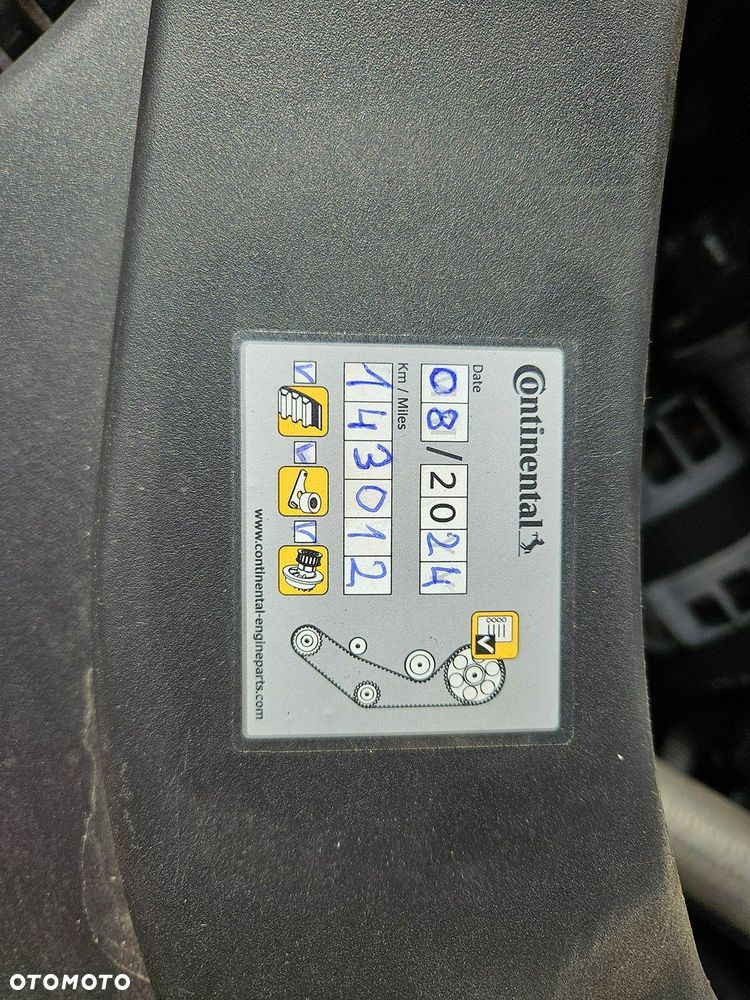 Continental
Date
08/2024
Km / Miles
143012
www.continental-engineparts.com
OTOMOTO